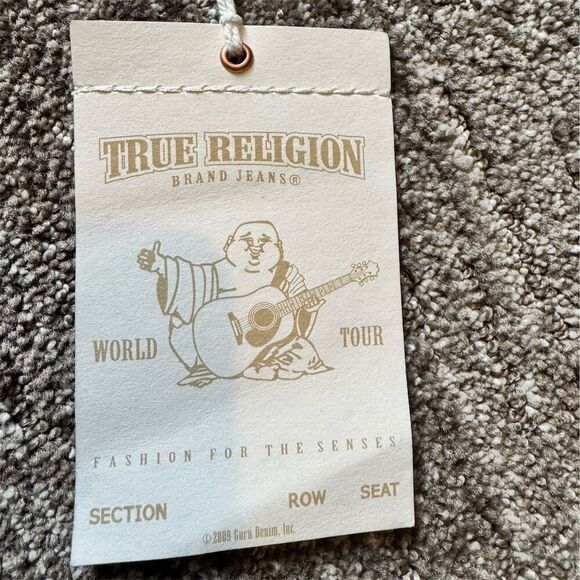 TRUE RELIGION
BRAND JEANS®
WORLD TOUR
FASHION FOR THE SENSES
SECTION ROW SEAT
©2009 Guru Denim, Inc.